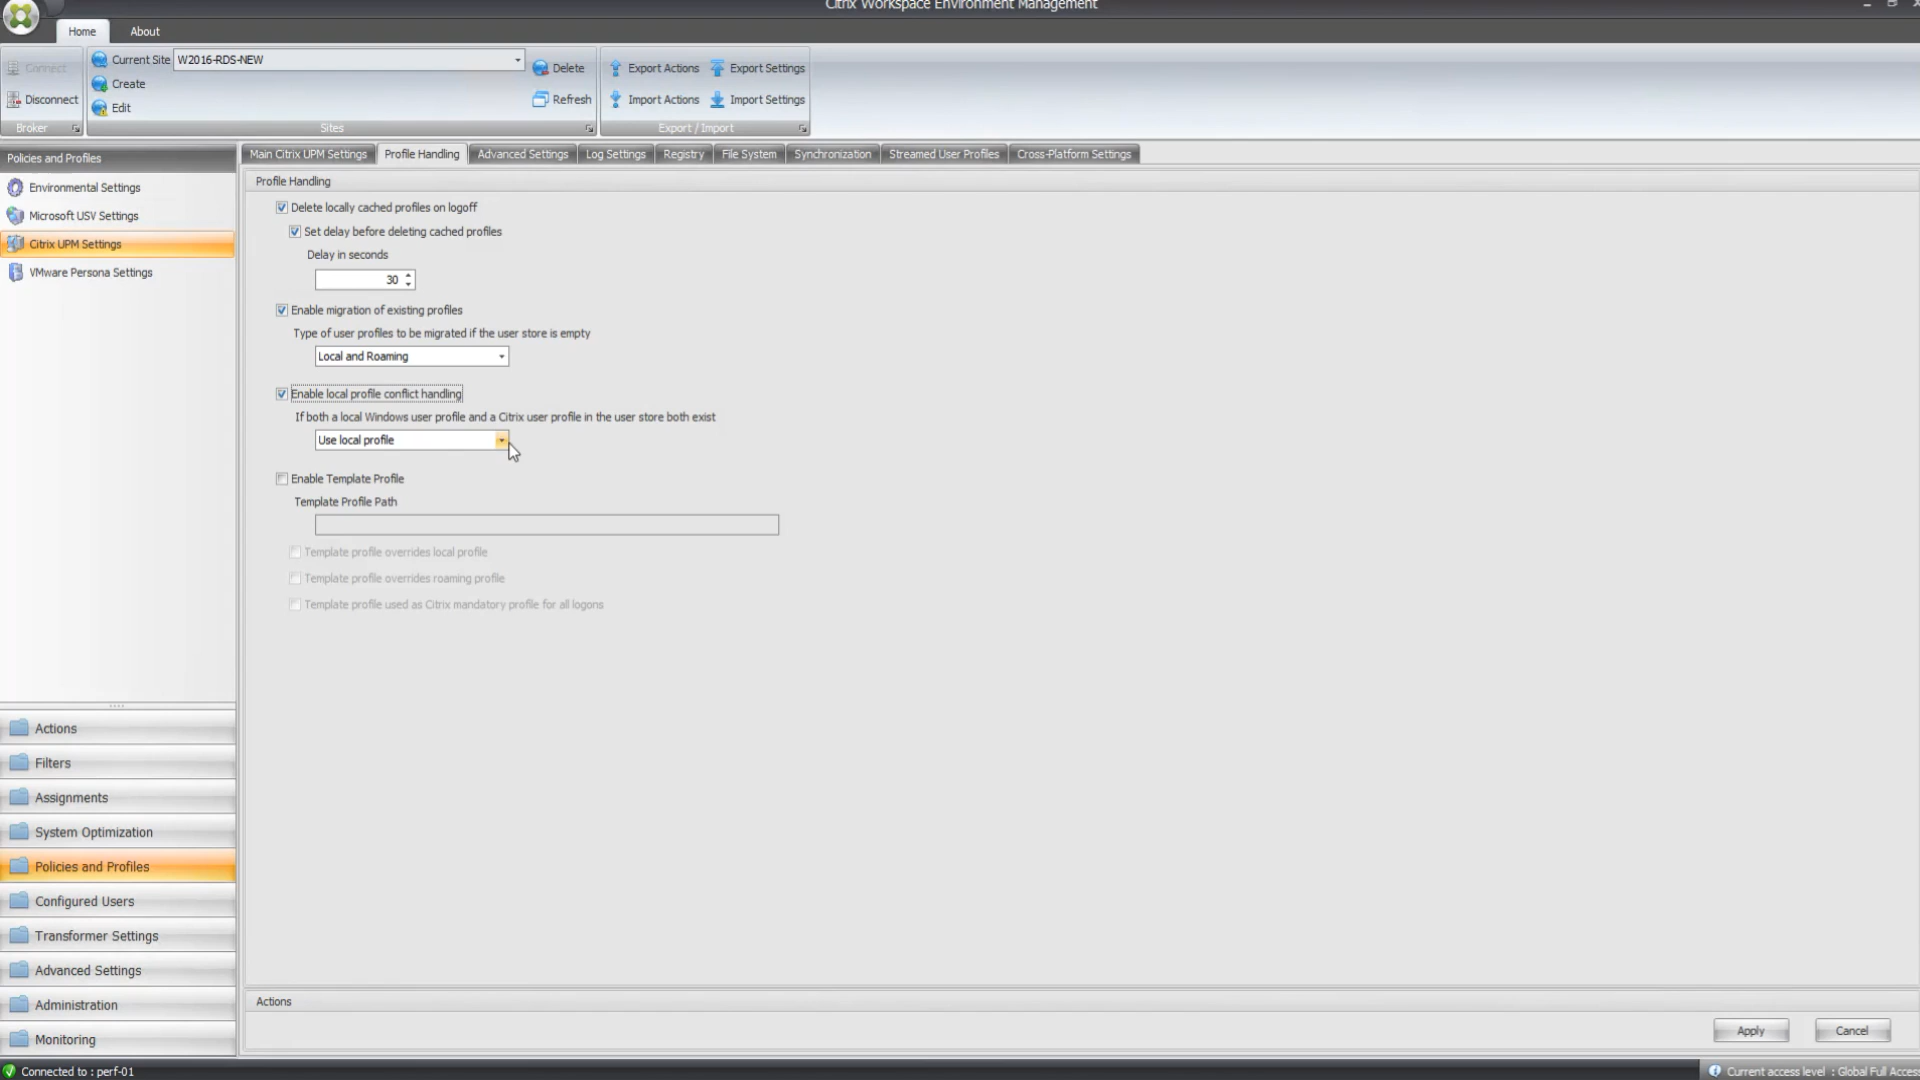 Citrix Workspace Environment Management
Home
About
Connect
Disconnect
Broker
Current Site
W2016-RDS-NEW
Create
Edit
Delete
Refresh
Sites
Export Actions
Export Settings
Import Actions
Import Settings
Export / Import
Policies and Profiles
Environmental Settings
Microsoft USV Settings
Citrix UPM Settings
VMware Persona Settings
Main Citrix UPM Settings
Profile Handling
Advanced Settings
Log Settings
Registry
File System
Synchronization
Streamed User Profiles
Cross-Platform Settings
Profile Handling
Delete locally cached profiles on logoff
Set delay before deleting cached profiles
Delay in seconds
30
Enable migration of existing profiles
Type of user profiles to be migrated if the user store is empty
Local and Roaming
Enable local profile conflict handling
If both a local Windows user profile and a Citrix user profile in the user store both exist
Use local profile
Enable Template Profile
Template Profile Path
Template profile overrides local profile
Template profile overrides roaming profile
Template profile used as Citrix mandatory profile for all logons
Actions
Filters
Assignments
System Optimization
Policies and Profiles
Configured Users
Transformer Settings
Advanced Settings
Administration
Monitoring
Actions
Apply
Cancel
Connected to : perf-01
Current access level : Global Full Access